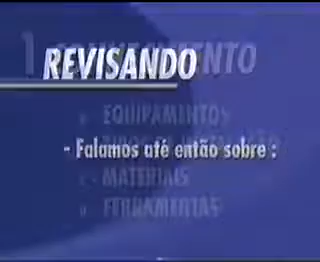 REVISANDO
- Falamos até então sobre :
EQUIPAMENTOS
MATERIAIS
FERRAMENTAS